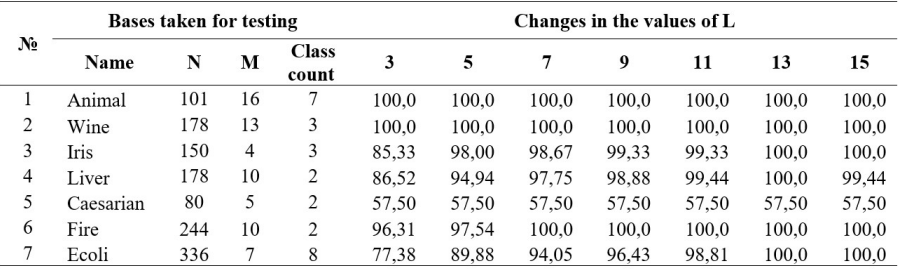 № Bases taken for testing Changes in the values of L
Name N M Class count 3 5 7 9 11 13 15
1 Animal 101 16 7 100,0 100,0 100,0 100,0 100,0 100,0 100,0
2 Wine 178 13 3 100,0 100,0 100,0 100,0 100,0 100,0 100,0
3 Iris 150 4 3 85,33 98,00 98,67 99,33 99,33 100,0 100,0
4 Liver 178 10 2 86,52 94,94 97,75 98,88 99,44 100,0 99,44
5 Caesarian 80 5 2 57,50 57,50 57,50 57,50 57,50 57,50 57,50
6 Fire 244 10 2 96,31 97,54 100,0 100,0 100,0 100,0 100,0
7 Ecoli 336 7 8 77,38 89,88 94,05 96,43 98,81 100,0 100,0